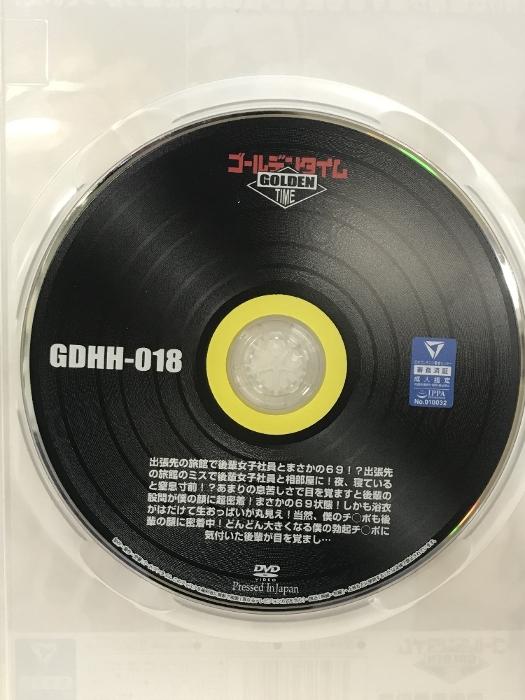 ゴールデンタイム
GOLDEN
TIME
GDHH-018
審査済証
成人指定
IPPA
No.010032
出張先の旅館で後輩女子社員とまさかの69!?出張先
の旅館のミスで後輩女子社員と相部屋に!夜、寝ている
と窒息寸前!?あまりの息苦しさで目を覚ますと後輩の
股間が僕の顔に超密着!まさかの69状態!しかも浴衣
がはだけて生おっぱいが丸見え!当然、僕のチ〇ポも後
輩の顔に密着中!どんどん大きくなる僕の勃起チ〇ポに
気付いた後輩が目を覚まし…
DVD
VIDEO
Pressed In Japan